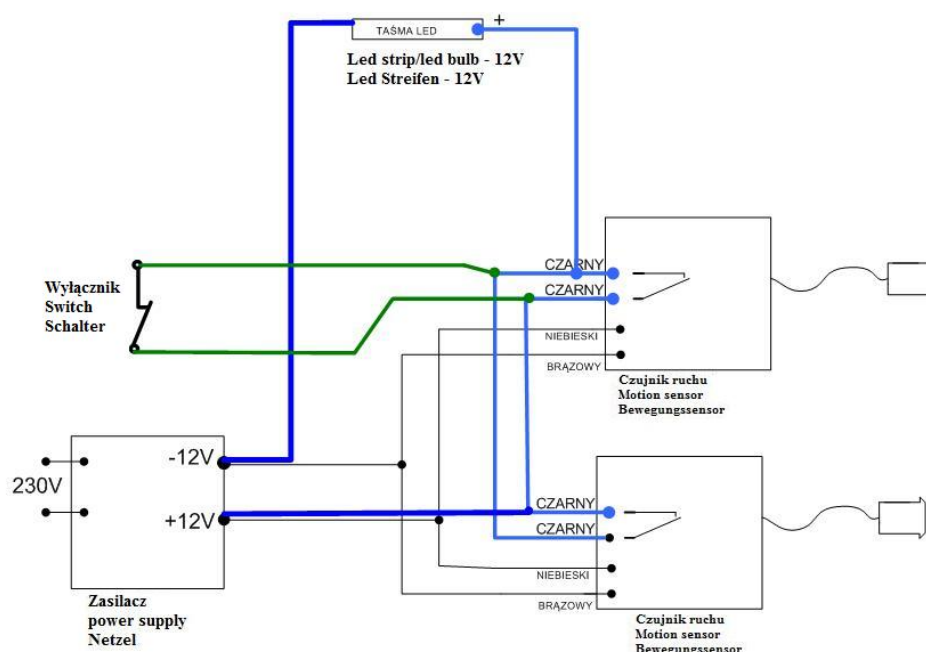 TAŚMA LED
+
Led strip/led bulb - 12V
Led Streifen - 12V
CZARNY
CZARNY
NIEBIESKI
BRĄZOWY
Czujnik ruchu
Motion sensor
Bewegungssensor
Wyłącznik
Switch
Schalter
230V
-12V
+12V
Zasilacz
power supply
Netzel
CZARNY
CZARNY
NIEBIESKI
BRĄZOWY
Czujnik ruchu
Motion sensor
Bewegungssensor